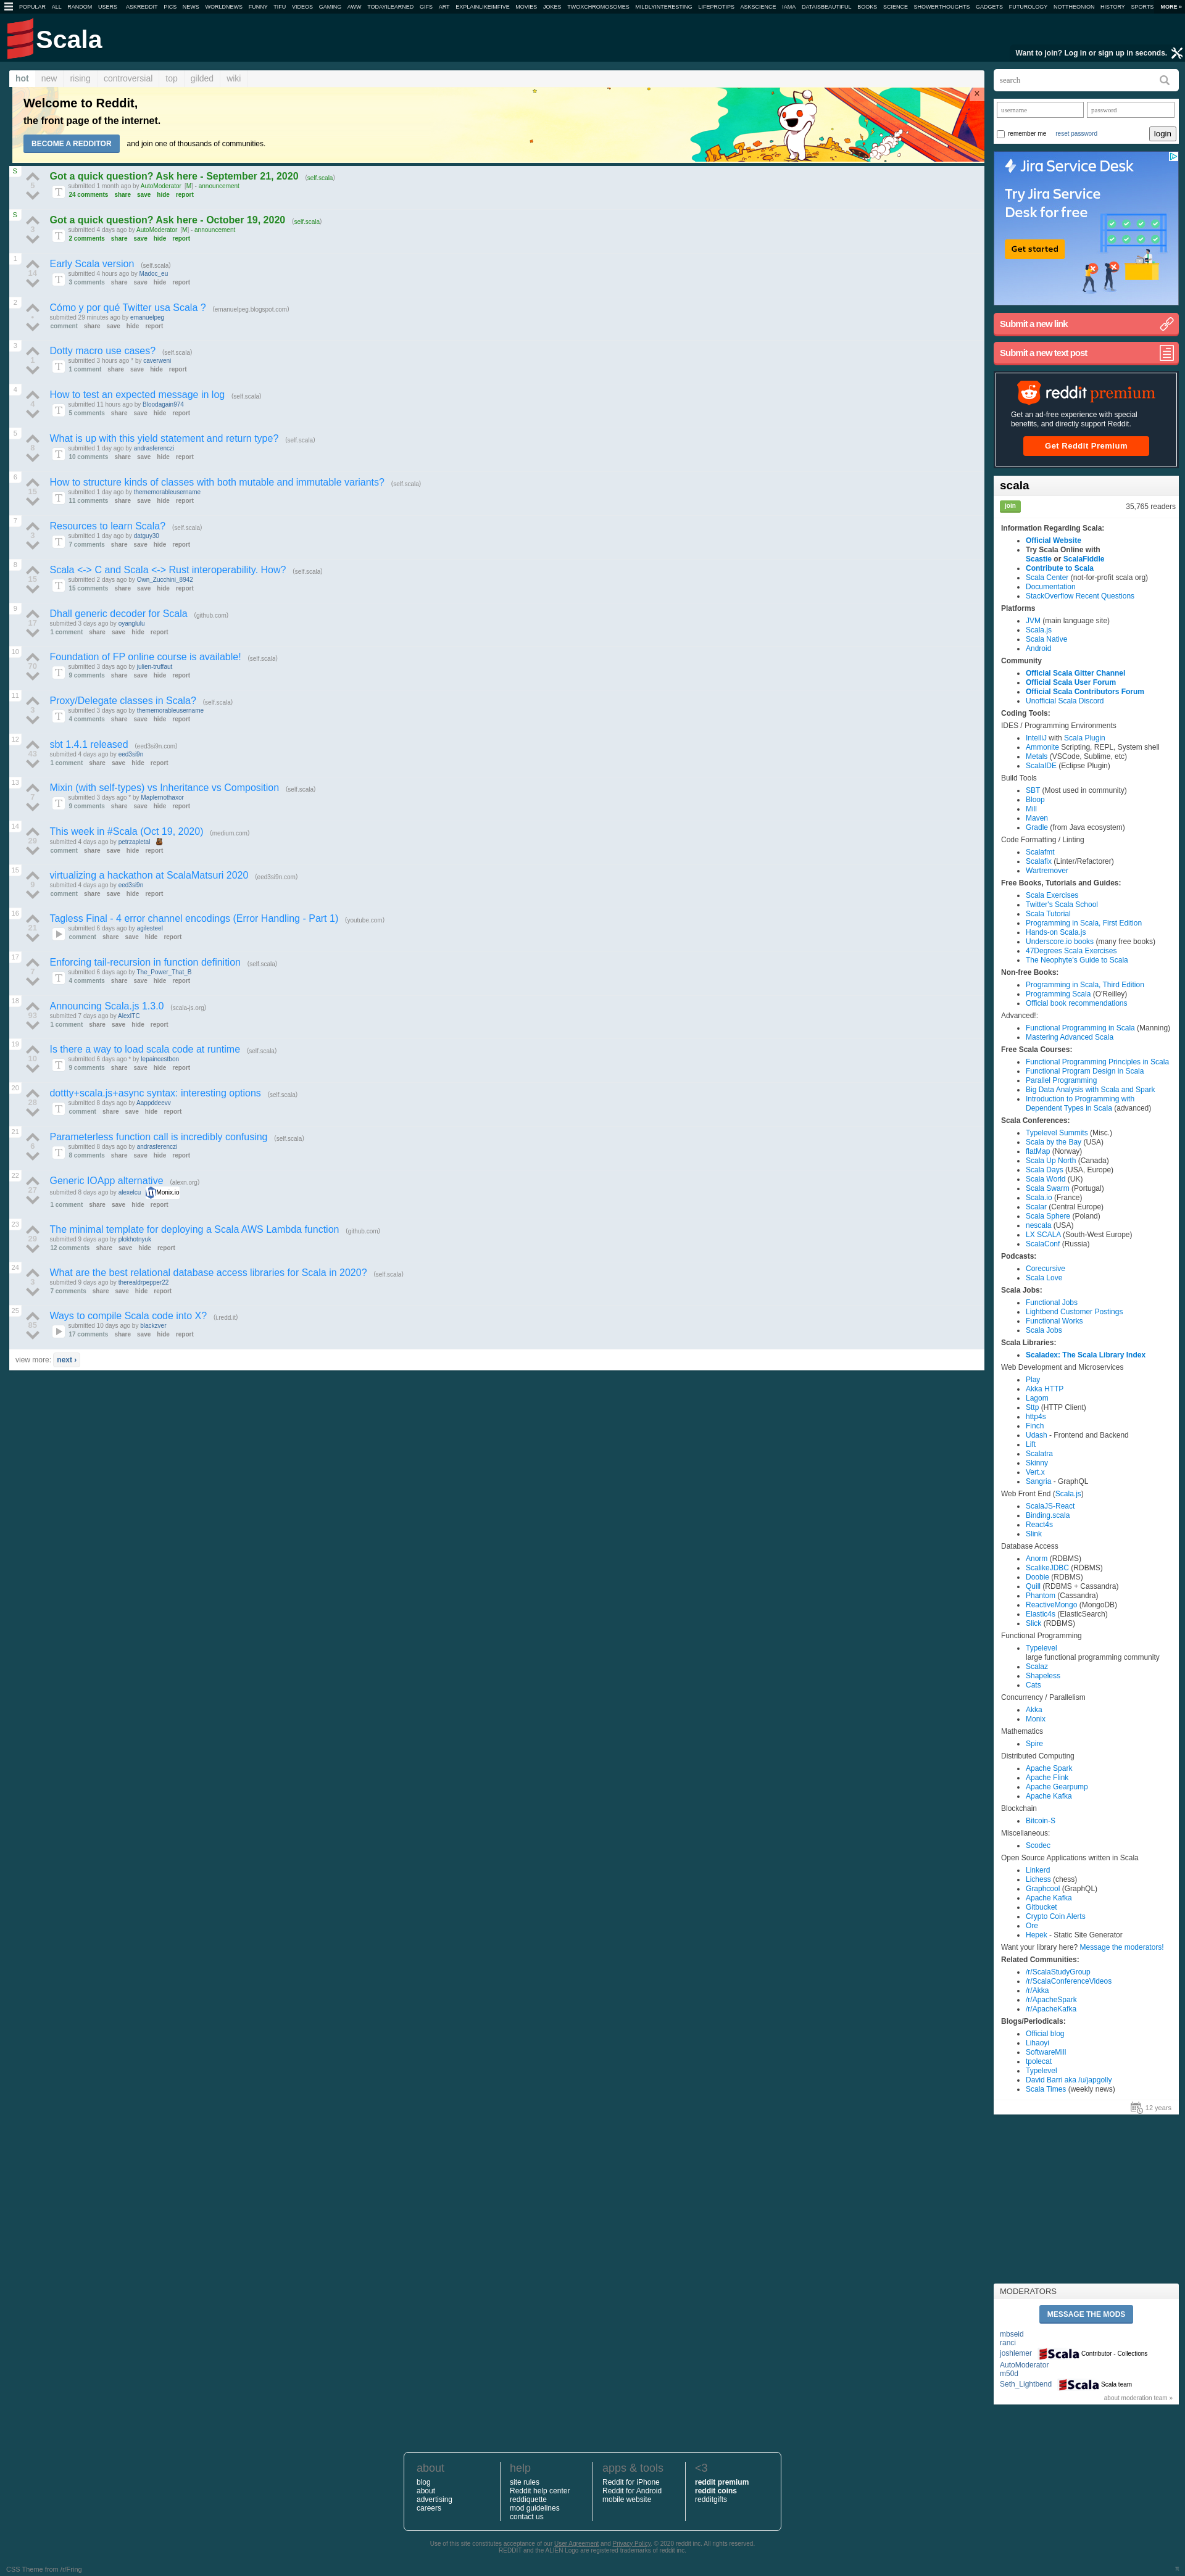 POPULAR ALL RANDOM USERS ASKREDDIT PICS NEWS WORLDNEWS FUNNY TIFU VIDEOS GAMING AWW TODAYILEARNED GIFS ART EXPLAINLIKEIMFIVE MOVIES JOKES TWOXCHROMOSOMES MILDLYINTERESTING LIFEPROTIPS ASKSCIENCE IAMA DATAISBEAUTIFUL BOOKS SCIENCE SHOWERTHOUGHTS GADGETS FUTUROLOGY NOTTHEONION HISTORY SPORTS MORE »
Scala
Want to join? Log in or sign up in seconds.
hot new rising controversial top gilded wiki
Welcome to Reddit,
the front page of the internet.
BECOME A REDDITOR and join one of thousands of communities.
×
S
5
Got a quick question? Ask here - September 21, 2020 (self.scala)
submitted 1 month ago by AutoModerator [M] - announcement
24 comments share save hide report
S
3
Got a quick question? Ask here - October 19, 2020 (self.scala)
submitted 4 days ago by AutoModerator [M] - announcement
2 comments share save hide report
1
14
Early Scala version (self.scala)
submitted 4 hours ago by Madoc_eu
3 comments share save hide report
2
•
Cómo y por qué Twitter usa Scala ? (emanuelpeg.blogspot.com)
submitted 29 minutes ago by emanuelpeg
comment share save hide report
3
1
Dotty macro use cases? (self.scala)
submitted 3 hours ago * by caverweni
1 comment share save hide report
4
4
How to test an expected message in log (self.scala)
submitted 11 hours ago by Bloodagain974
5 comments share save hide report
5
8
What is up with this yield statement and return type? (self.scala)
submitted 1 day ago by andrasferenczi
10 comments share save hide report
6
15
How to structure kinds of classes with both mutable and immutable variants? (self.scala)
submitted 1 day ago by thememorableusername
11 comments share save hide report
7
3
Resources to learn Scala? (self.scala)
submitted 1 day ago by datguy30
7 comments share save hide report
8
15
Scala <-> C and Scala <-> Rust interoperability. How? (self.scala)
submitted 2 days ago by Own_Zucchini_8942
15 comments share save hide report
9
17
Dhall generic decoder for Scala (github.com)
submitted 3 days ago by oyanglulu
1 comment share save hide report
10
70
Foundation of FP online course is available! (self.scala)
submitted 3 days ago by julien-truffaut
9 comments share save hide report
11
3
Proxy/Delegate classes in Scala? (self.scala)
submitted 3 days ago by thememorableusername
4 comments share save hide report
12
43
sbt 1.4.1 released (eed3si9n.com)
submitted 4 days ago by eed3si9n
1 comment share save hide report
13
7
Mixin (with self-types) vs Inheritance vs Composition (self.scala)
submitted 3 days ago * by Maplernothaxor
9 comments share save hide report
14
29
This week in #Scala (Oct 19, 2020) (medium.com)
submitted 4 days ago by petrzapletal
comment share save hide report
15
9
virtualizing a hackathon at ScalaMatsuri 2020 (eed3si9n.com)
submitted 4 days ago by eed3si9n
comment share save hide report
16
21
Tagless Final - 4 error channel encodings (Error Handling - Part 1) (youtube.com)
submitted 6 days ago by agilesteel
comment share save hide report
17
7
Enforcing tail-recursion in function definition (self.scala)
submitted 6 days ago by The_Power_That_B
4 comments share save hide report
18
93
Announcing Scala.js 1.3.0 (scala-js.org)
submitted 7 days ago by AlexITC
1 comment share save hide report
19
10
Is there a way to load scala code at runtime (self.scala)
submitted 6 days ago * by lepaincestbon
9 comments share save hide report
20
28
dottty+scala.js+async syntax: interesting options (self.scala)
submitted 8 days ago by Aappddeevv
comment share save hide report
21
6
Parameterless function call is incredibly confusing (self.scala)
submitted 8 days ago by andrasferenczi
8 comments share save hide report
22
27
Generic IOApp alternative (alexn.org)
submitted 8 days ago by alexelcu Monix.io
1 comment share save hide report
23
29
The minimal template for deploying a Scala AWS Lambda function (github.com)
submitted 9 days ago by plokhotnyuk
12 comments share save hide report
24
3
What are the best relational database access libraries for Scala in 2020? (self.scala)
submitted 9 days ago by therealdrpepper22
7 comments share save hide report
25
85
Ways to compile Scala code into X? (i.redd.it)
submitted 10 days ago by blackzver
17 comments share save hide report
view more: next ›
search
username password
remember me reset password login
Jira Service Desk
Try Jira Service
Desk for free
Get started
Submit a new link
Submit a new text post
reddit premium
Get an ad-free experience with special
benefits, and directly support Reddit.
Get Reddit Premium
scala
join 35,765 readers
Information Regarding Scala:
Official Website
Try Scala Online with
Scastie or ScalaFiddle
Contribute to Scala
Scala Center (not-for-profit scala org)
Documentation
StackOverflow Recent Questions
Platforms
JVM (main language site)
Scala.js
Scala Native
Android
Community
Official Scala Gitter Channel
Official Scala User Forum
Official Scala Contributors Forum
Unofficial Scala Discord
Coding Tools:
IDES / Programming Environments
IntelliJ with Scala Plugin
Ammonite Scripting, REPL, System shell
Metals (VSCode, Sublime, etc)
ScalaIDE (Eclipse Plugin)
Build Tools
SBT (Most used in community)
Bloop
Mill
Maven
Gradle (from Java ecosystem)
Code Formatting / Linting
Scalafmt
Scalafix (Linter/Refactorer)
Wartremover
Free Books, Tutorials and Guides:
Scala Exercises
Twitter's Scala School
Scala Tutorial
Programming in Scala, First Edition
Hands-on Scala.js
Underscore.io books (many free books)
47Degrees Scala Exercises
The Neophyte's Guide to Scala
Non-free Books:
Programming in Scala, Third Edition
Programming Scala (O'Reilley)
Official book recommendations
Advanced!:
Functional Programming in Scala (Manning)
Mastering Advanced Scala
Free Scala Courses:
Functional Programming Principles in Scala
Functional Program Design in Scala
Parallel Programming
Big Data Analysis with Scala and Spark
Introduction to Programming with
Dependent Types in Scala (advanced)
Scala Conferences:
Typelevel Summits (Misc.)
Scala by the Bay (USA)
flatMap (Norway)
Scala Up North (Canada)
Scala Days (USA, Europe)
Scala World (UK)
Scala Swarm (Portugal)
Scala.io (France)
Scalar (Central Europe)
Scala Sphere (Poland)
nescala (USA)
LX SCALA (South-West Europe)
ScalaConf (Russia)
Podcasts:
Corecursive
Scala Love
Scala Jobs:
Functional Jobs
Lightbend Customer Postings
Functional Works
Scala Jobs
Scala Libraries:
Scaladex: The Scala Library Index
Web Development and Microservices
Play
Akka HTTP
Lagom
Sttp (HTTP Client)
http4s
Finch
Udash - Frontend and Backend
Lift
Scalatra
Skinny
Vert.x
Sangria - GraphQL
Web Front End (Scala.js)
ScalaJS-React
Binding.scala
React4s
Slink
Database Access
Anorm (RDBMS)
ScalikeJDBC (RDBMS)
Doobie (RDBMS)
Quill (RDBMS + Cassandra)
Phantom (Cassandra)
ReactiveMongo (MongoDB)
Elastic4s (ElasticSearch)
Slick (RDBMS)
Functional Programming
Typelevel
large functional programming community
Scalaz
Shapeless
Cats
Concurrency / Parallelism
Akka
Monix
Mathematics
Spire
Distributed Computing
Apache Spark
Apache Flink
Apache Gearpump
Apache Kafka
Blockchain
Bitcoin-S
Miscellaneous:
Scodec
Open Source Applications written in Scala
Linkerd
Lichess (chess)
Graphcool (GraphQL)
Apache Kafka
Gitbucket
Crypto Coin Alerts
Ore
Hepek - Static Site Generator
Want your library here? Message the moderators!
Related Communities:
/r/ScalaStudyGroup
/r/ScalaConferenceVideos
/r/Akka
/r/ApacheSpark
/r/ApacheKafka
Blogs/Periodicals:
Official blog
Lihaoyi
SoftwareMill
tpolecat
Typelevel
David Barri aka /u/japgolly
Scala Times (weekly news)
12 years
MODERATORS
MESSAGE THE MODS
mbseid
ranci
joshlemer Scala Contributor - Collections
AutoModerator
m50d
Seth_Lightbend Scala Scala team
about moderation team »
about
blog
about
advertising
careers
help
site rules
Reddit help center
reddiquette
mod guidelines
contact us
apps & tools
Reddit for iPhone
Reddit for Android
mobile website
<3
reddit premium
reddit coins
redditgifts
Use of this site constitutes acceptance of our User Agreement and Privacy Policy. © 2020 reddit inc. All rights reserved.
REDDIT and the ALIEN Logo are registered trademarks of reddit inc.
CSS Theme from /r/Fring
π